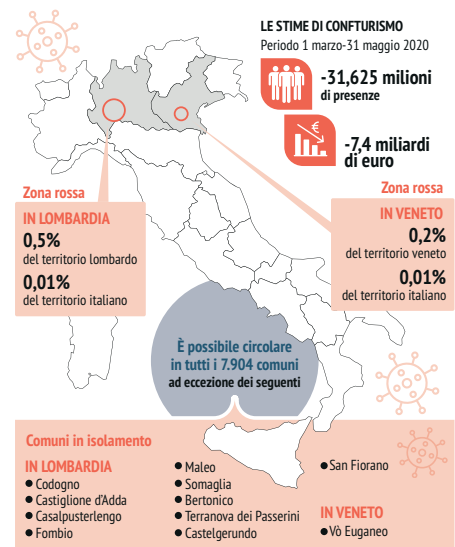 LE STIME DI CONFTURISMO
Periodo 1 marzo-31 maggio 2020
-31,625 milioni
di presenze
€
-7,4 miliardi
di euro
Zona rossa
IN LOMBARDIA
0,5%
del territorio lombardo
0,01%
del territorio italiano
Zona rossa
IN VENETO
0,2%
del territorio veneto
0,01%
del territorio italiano
È possibile circolare
in tutti i 7.904 comuni
ad eccezione dei seguenti
Comuni in isolamento
IN LOMBARDIA
• Codogno
• Castiglione d'Adda
• Casalpusterlengo
• Fombio
• Maleo
• Somaglia
• Bertonico
• Terranova dei Passerini
• Castelgerundo
• San Fiorano
IN VENETO
• Vò Euganeo